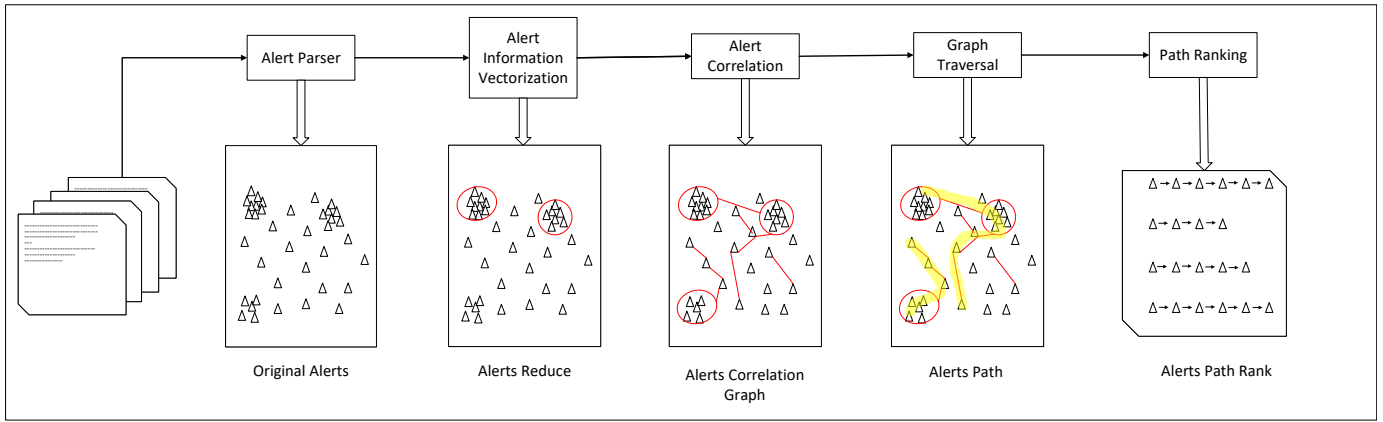 Alert Parser
Alert
Information
Vectorization
Alert
Correlation
Graph
Traversal
Path Ranking
Original Alerts
Alerts Reduce
Alerts Correlation
Graph
Alerts Path
Alerts Path Rank